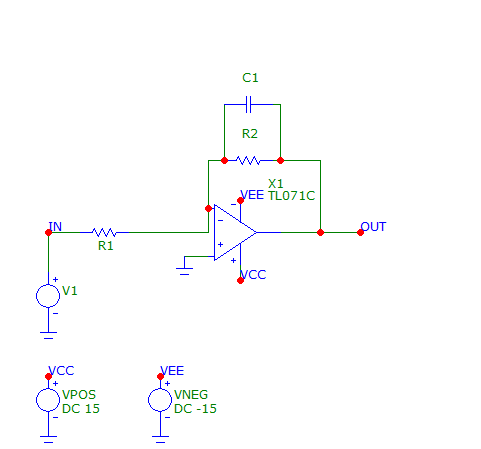 C1
R2
VEE
X1
TL071C
IN
R1
OUT
VCC
V1
VCC
VEE
VPOS
DC 15
VNEG
DC -15